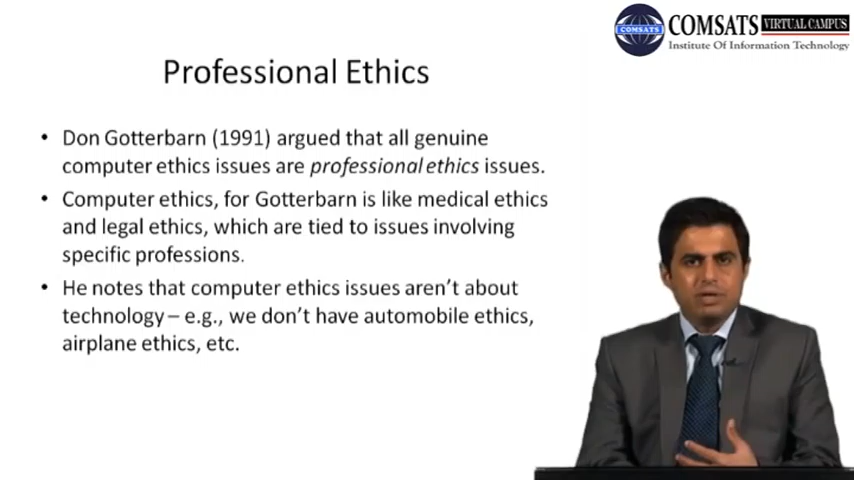 COMSATS VIRTUAL CAMPUS
Institute Of Information Technology
COMSATS
Professional Ethics
• Don Gotterbarn (1991) argued that all genuine
computer ethics issues are professional ethics issues.
• Computer ethics, for Gotterbarn is like medical ethics
and legal ethics, which are tied to issues involving
specific professions.
• He notes that computer ethics issues aren't about
technology – e.g., we don't have automobile ethics,
airplane ethics, etc.